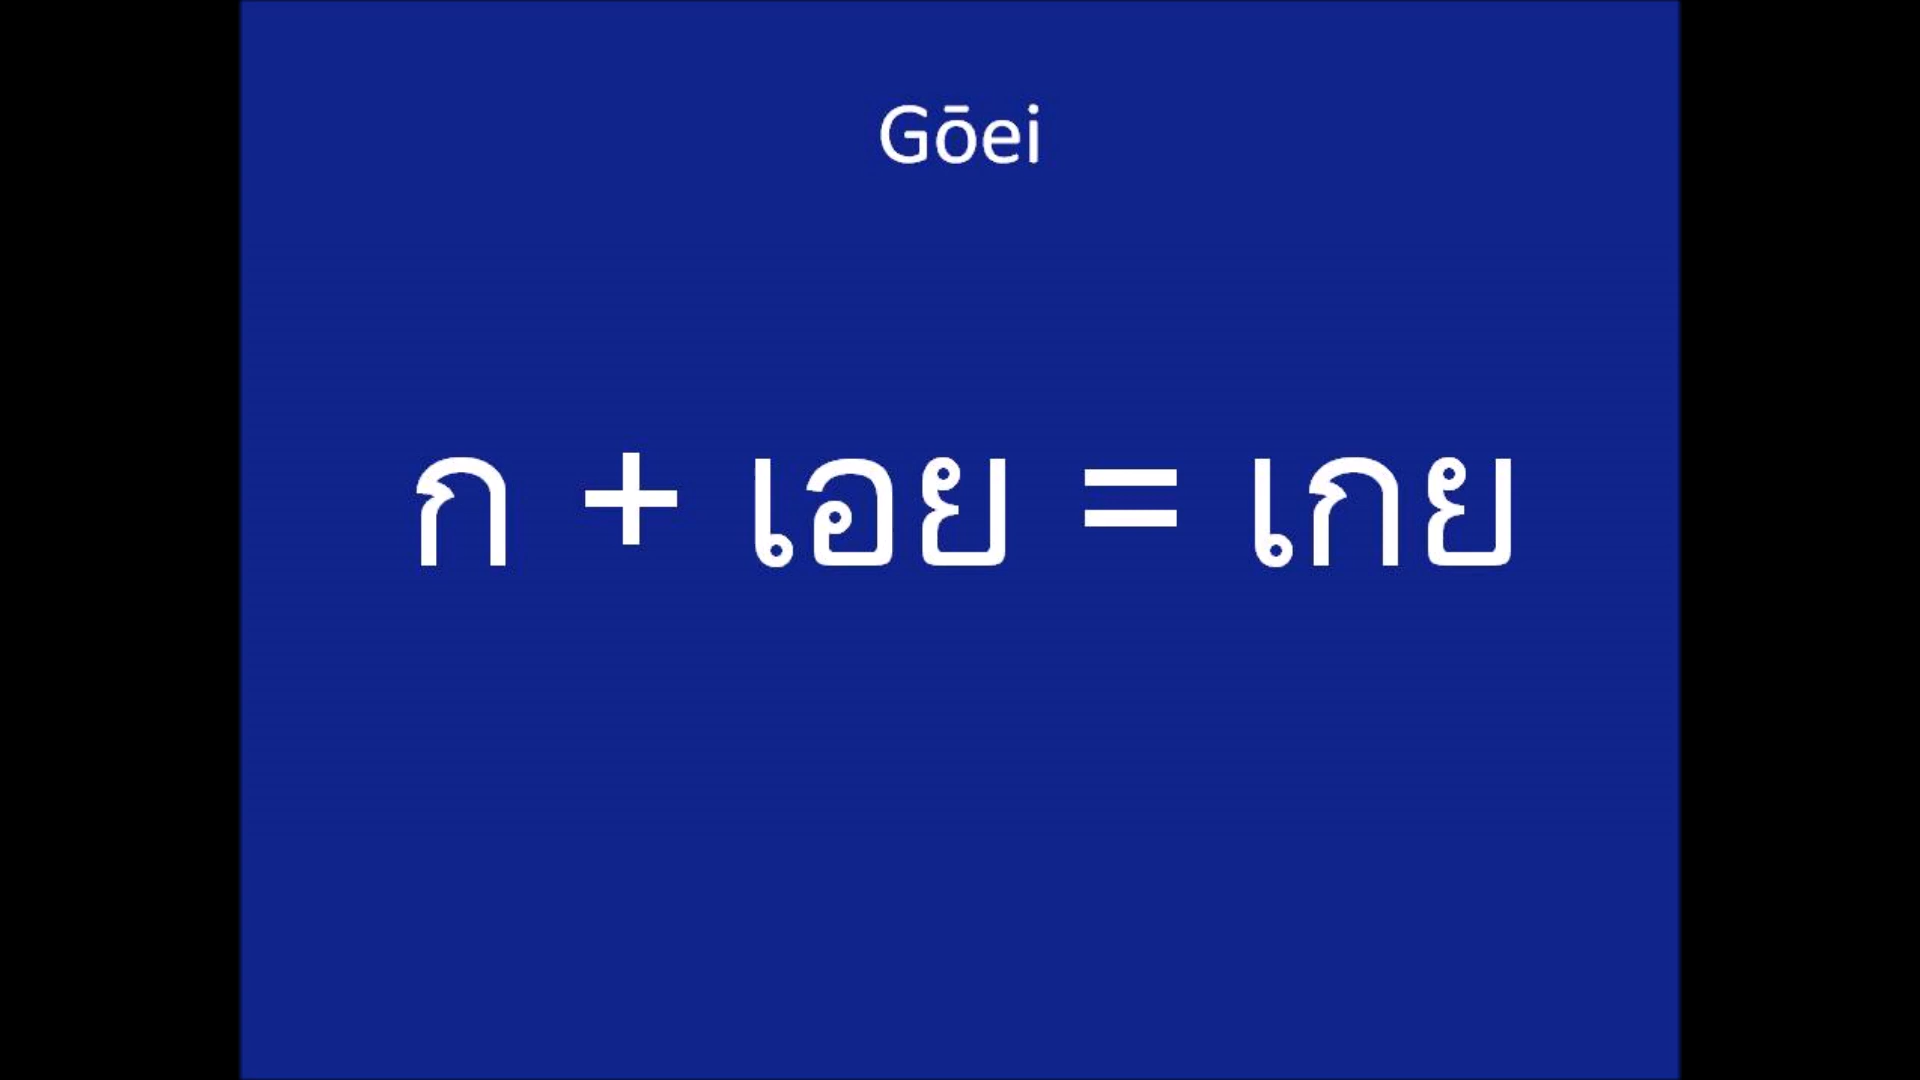 Gōei
ก + เอย = เกย